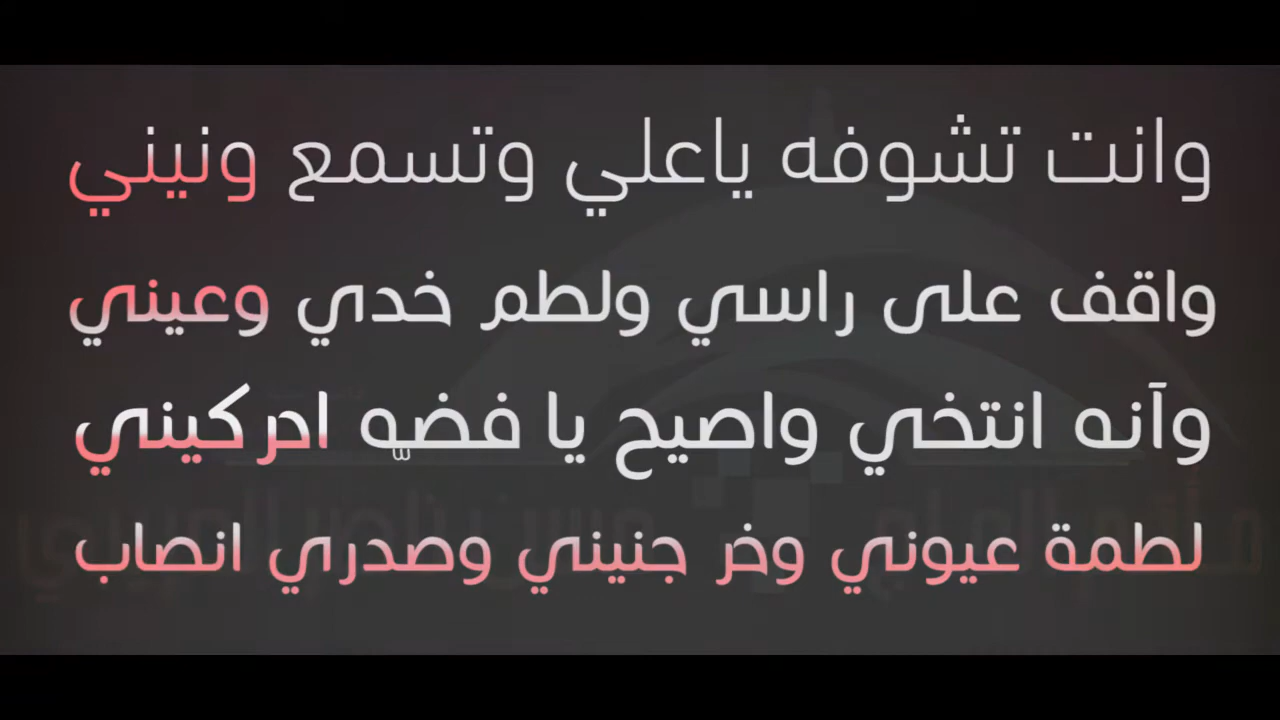 وانت تشوفه ياعلي وتسمع ونيني
واقف على راسي ولطم خدي وعيني
وآنه انتخي واصيح يا فضهٍّ ادركيني
لطمة عيوني وخر جنيني وصدري انصاب